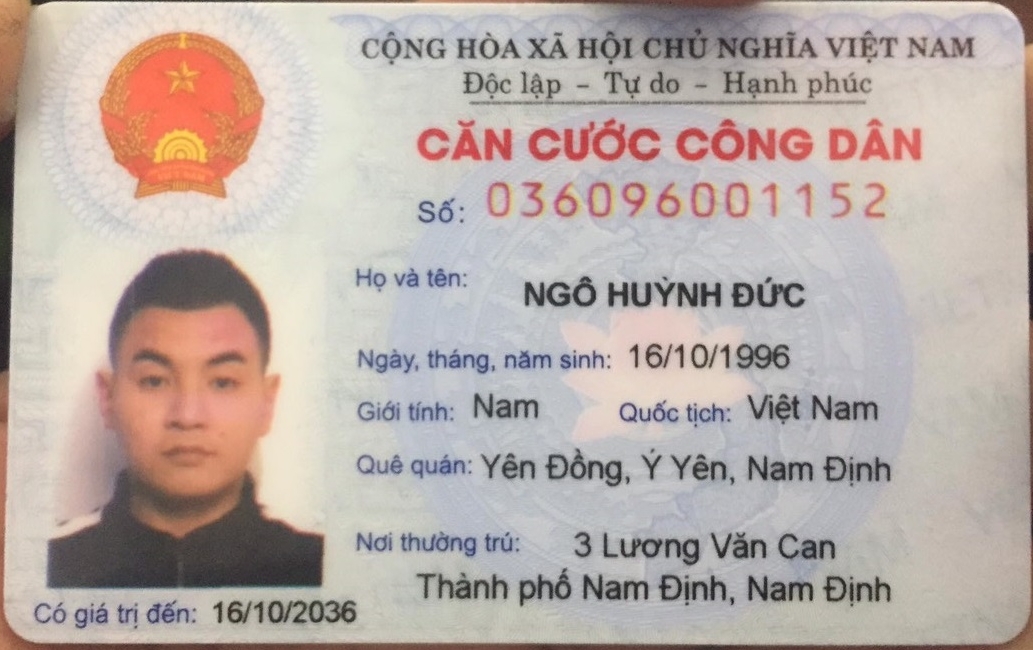 CỘNG HÒA XÃ HỘI CHỦ NGHĨA VIỆT NAM
Độc lập – Tự do – Hạnh phúc
CĂN CƯỚC CÔNG DÂN
Số: 036096001152
Họ và tên: NGÔ HUỲNH ĐỨC
Ngày, tháng, năm sinh: 16/10/1996
Giới tính: Nam Quốc tịch: Việt Nam
Quê quán: Yên Đồng, Ý Yên, Nam Định
Nơi thường trú: 3 Lương Văn Can
Thành phố Nam Định, Nam Định
Có giá trị đến: 16/10/2036